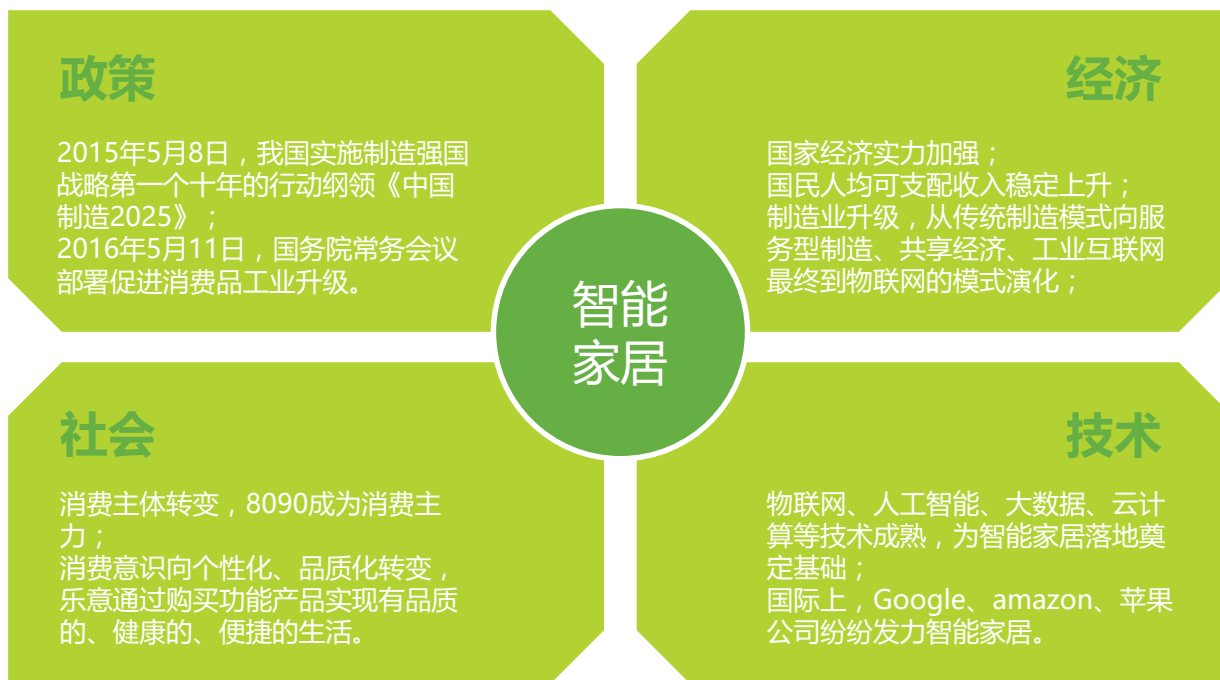 政策
2015年5月8日，我国实施制造强国
战略第一个十年的行动纲领《中国
制造2025》；
2016年5月11日，国务院常务会议
部署促进消费品工业升级。
经济
国家经济实力加强；
国民人均可支配收入稳定上升；
制造业升级，从传统制造模式向服
务型制造、共享经济、工业互联网
最终到物联网的模式演化；
智能
家居
社会
消费主体转变，8090成为消费主
力；
消费意识向个性化、品质化转变，
乐意通过购买功能产品实现有品质
的、健康的、便捷的生活。
技术
物联网、人工智能、大数据、云计
算等技术成熟，为智能家居落地奠
定基础；
国际上，Google、amazon、苹果
公司纷纷发力智能家居。